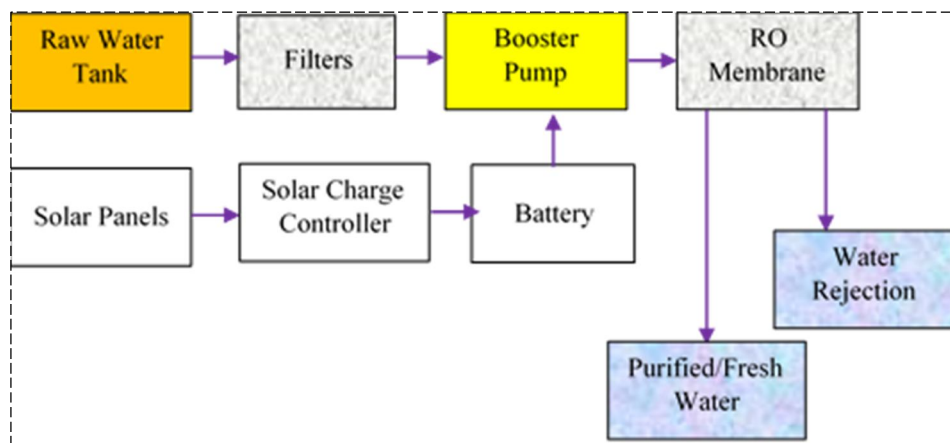 Raw Water
Tank
Filters
Booster
Pump
RO
Membrane
Solar Panels
Solar Charge
Controller
Battery
Water
Rejection
Purified/Fresh
Water